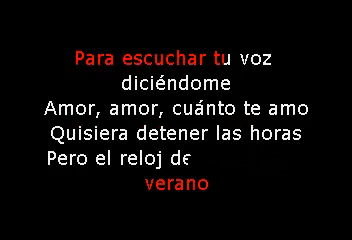 Para escuchar tu voz
diciéndome
Amor, amor, cuánto te amo
Quisiera detener las horas
Pero el reloj de
verano